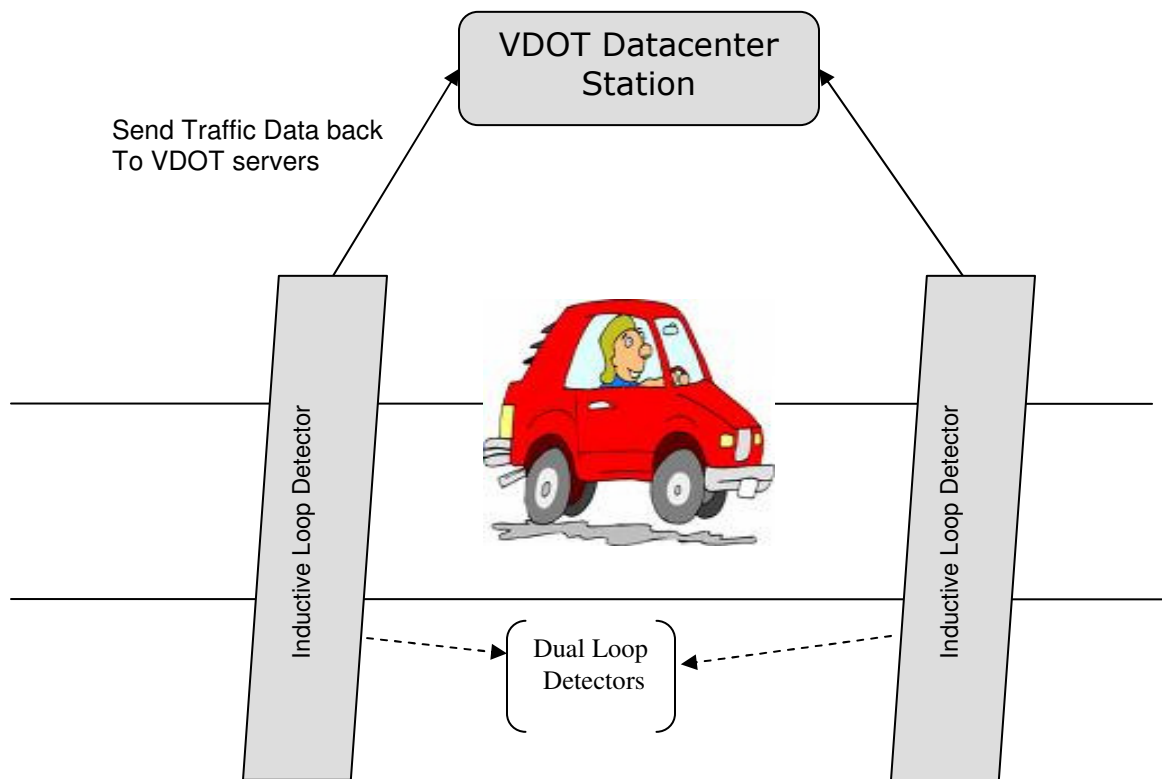 VDOT Datacenter
Station
Send Traffic Data back
To VDOT servers
Inductive Loop Detector
Inductive Loop Detector
Dual Loop
Detectors